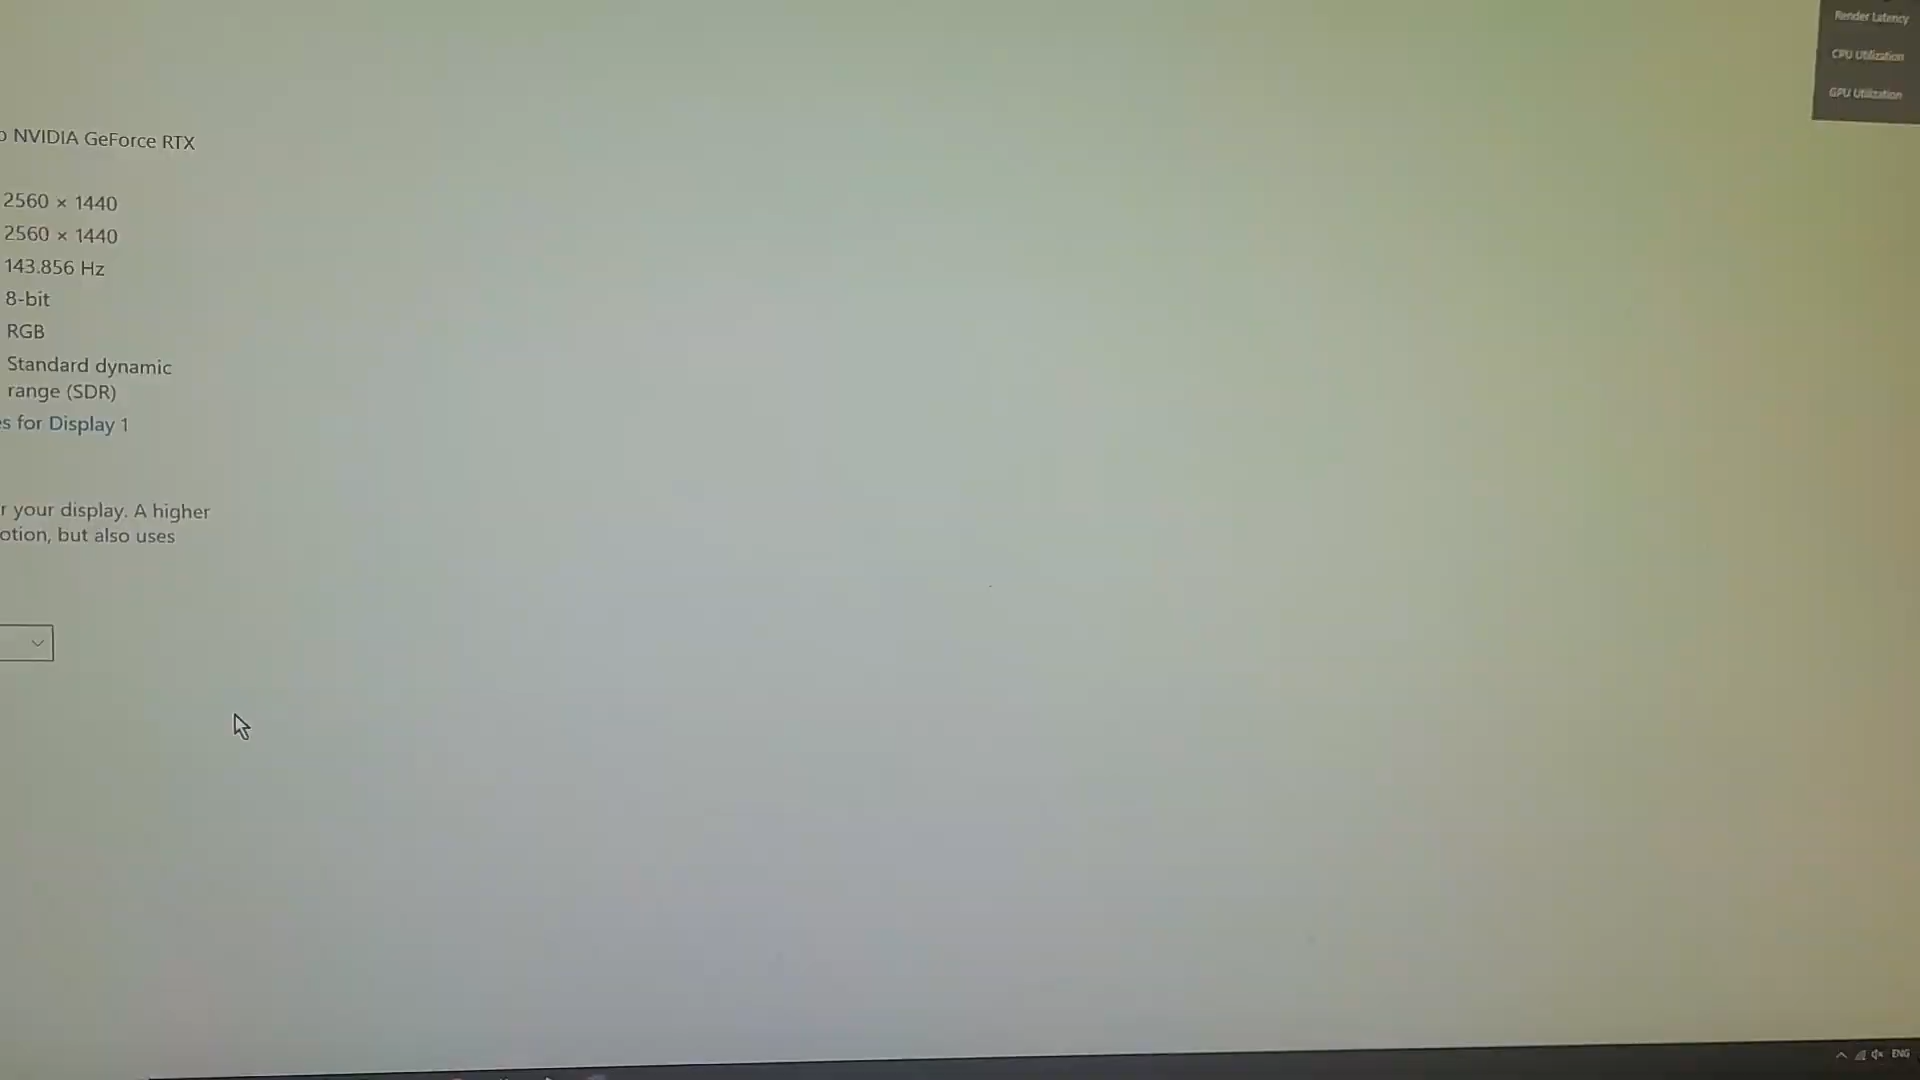 NVIDIA GeForce RTX
2560 × 1440
2560 × 1440
143.856 Hz
8-bit
RGB
Standard dynamic
range (SDR)
es for Display 1
r your display. A higher
otion, but also uses
Render Latency
CPU Utilization
GPU Utilization
ENG